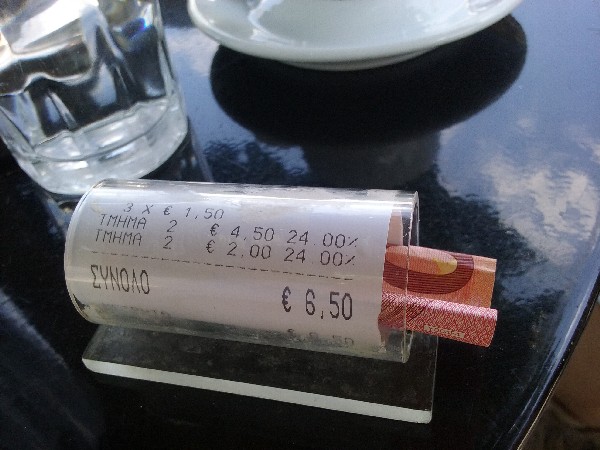 3 X € 1,50
ΤΜΗΜΑ 2 € 4,50 24.00%
ΤΜΗΜΑ 2 € 2,00 24.00%
ΣΥΝΟΛΟ € 6,50